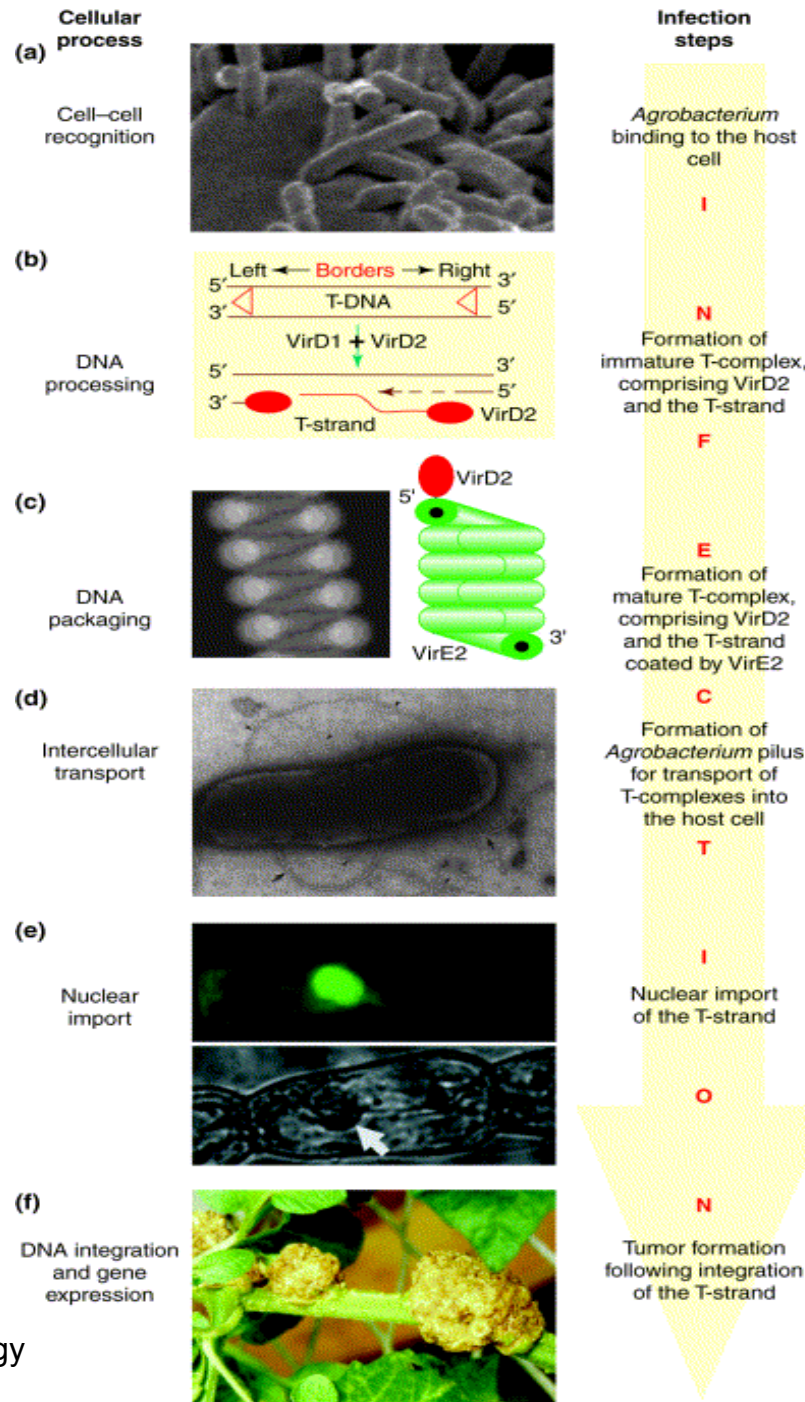 Cellular
process
Infection
steps
(a)
Cell–cell
recognition
Agrobacterium
binding to the host
cell
I
(b)
Left Borders Right
5′ 3′
T-DNA
3′ 5′
VirD1 + VirD2
5′ 3′
5′
3′ VirD2
T-strand
DNA
processing
N
Formation of
immature T-complex,
comprising VirD2
and the T-strand
F
(c)
VirD2
5'
3'
VirE2
DNA
packaging
E
Formation of
mature T-complex,
comprising VirD2
and the T-strand
coated by VirE2
C
(d)
Intercellular
transport
Formation of
Agrobacterium pilus
for transport of
T-complexes into
the host cell
T
(e)
Nuclear
import
I
Nuclear import
of the T-strand
O
(f)
DNA integration
and gene
expression
N
Tumor formation
following integration
of the T-strand
gy